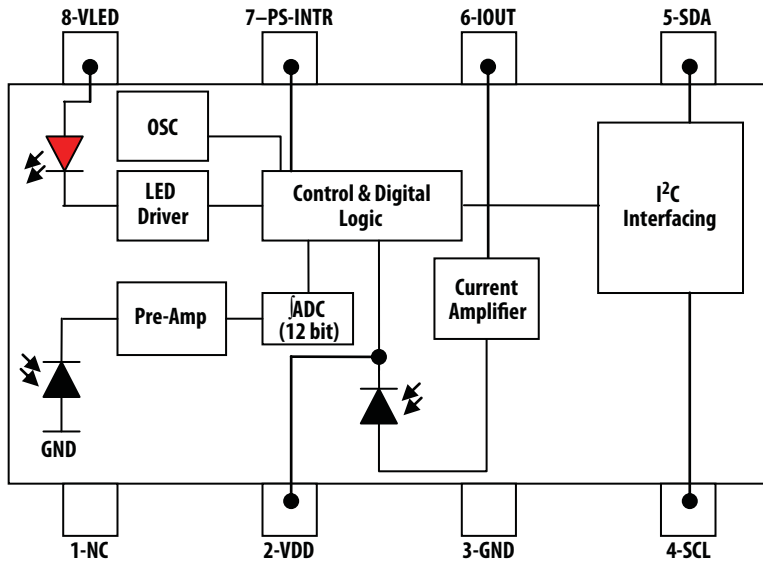 8-VLED
7–PS-INTR
6-IOUT
5-SDA
OSC
LED
Driver
Control & Digital
Logic
I²C
Interfacing
Pre-Amp
∫ADC
(12 bit)
Current
Amplifier
GND
1-NC
2-VDD
3-GND
4-SCL